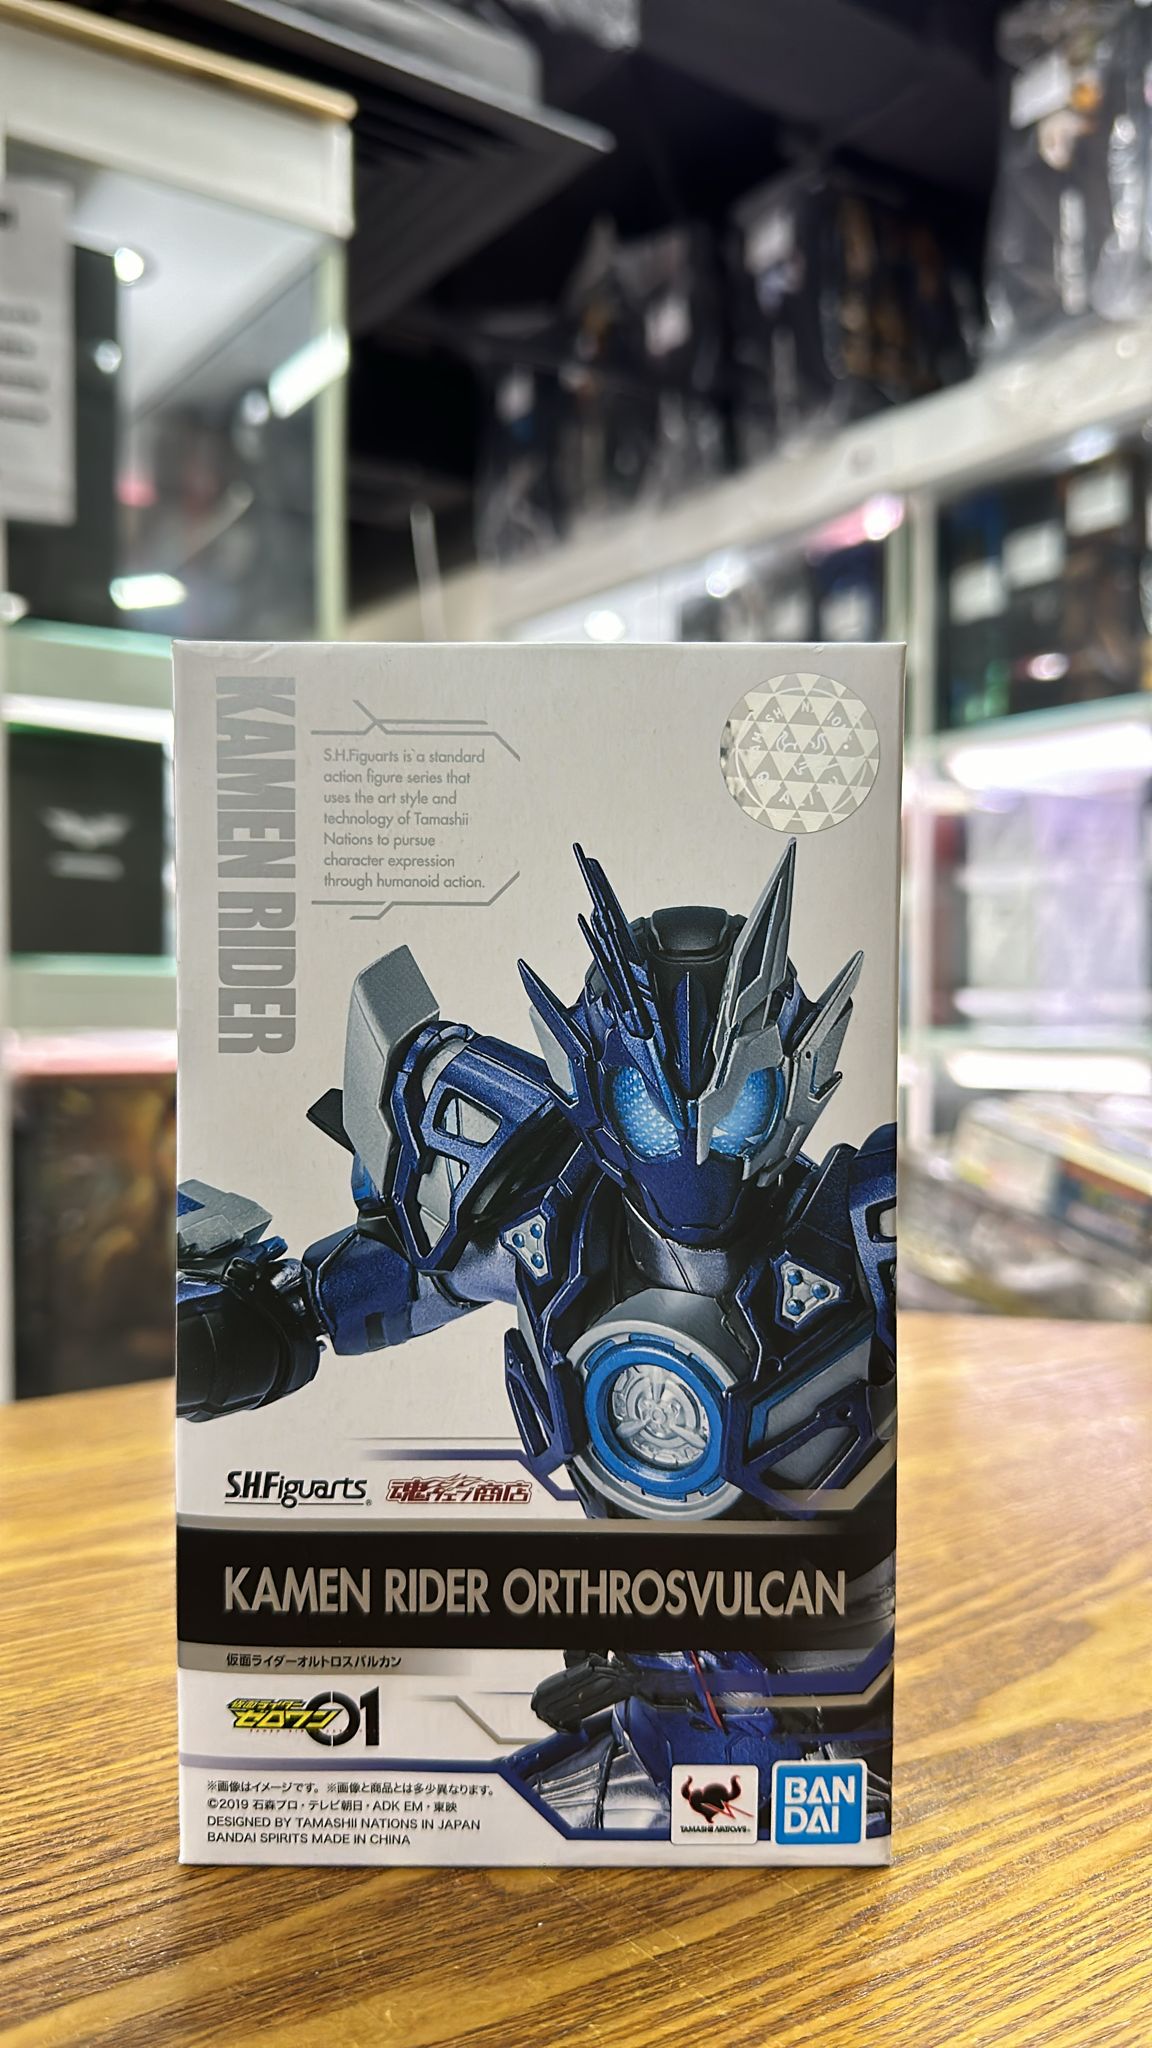 KAMEN RIDER
S.H.Figuarts is a standard
action figure series that
uses the art style and
technology of Tamashii
Nations to pursue
character expression
through humanoid action.
S.H.Figuarts®
魂ウェブ商店
KAMEN RIDER ORTHROSVULCAN
仮面ライダーオルトロスバルカン
仮面ライダー
ゼロワン
01
※画像はイメージです。※画像と商品とは多少異なります。
©2019 石森プロ・テレビ朝日・ADK EM・東映
DESIGNED BY TAMASHII NATIONS IN JAPAN
BANDAI SPIRITS MADE IN CHINA
TAMASHII NATIONS
BAN
DAI